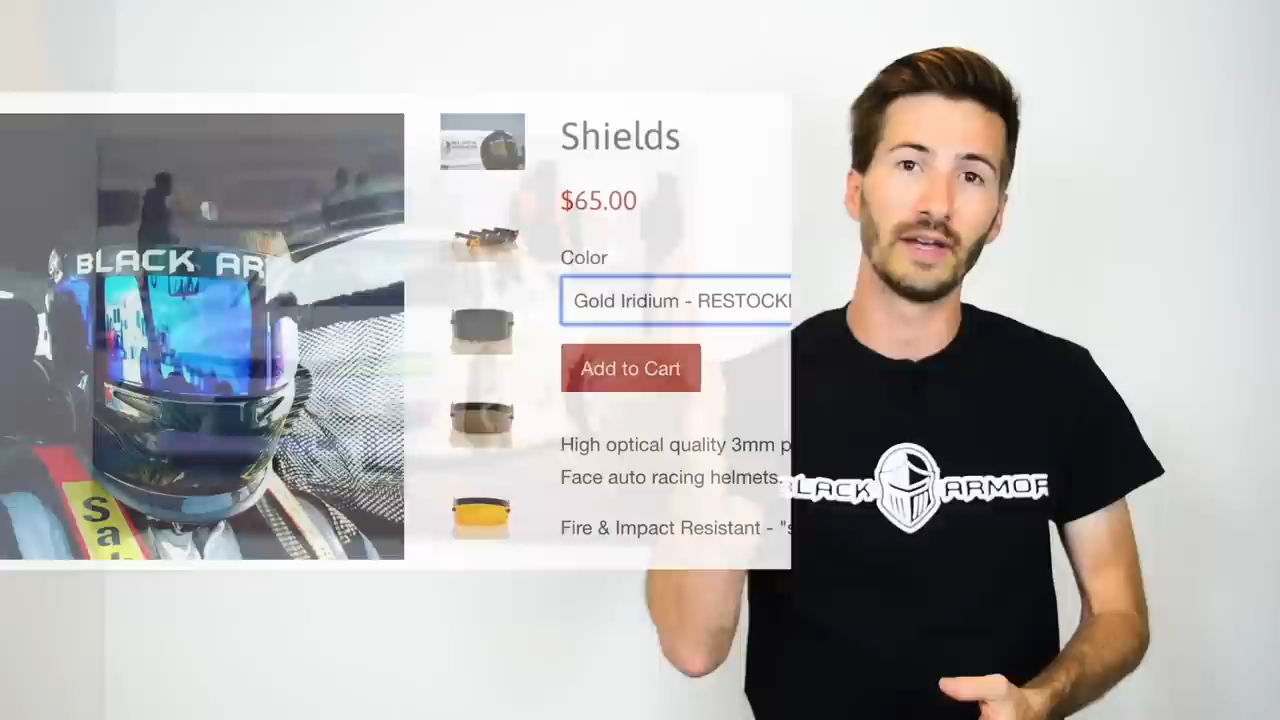 Shields
$65.00
Color
Gold Iridium - RESTOCKI
Add to Cart
High optical quality 3mm p
Face auto racing helmets.
Fire & Impact Resistant - "s
BLACK AR
Sa
BLACK ARMOR